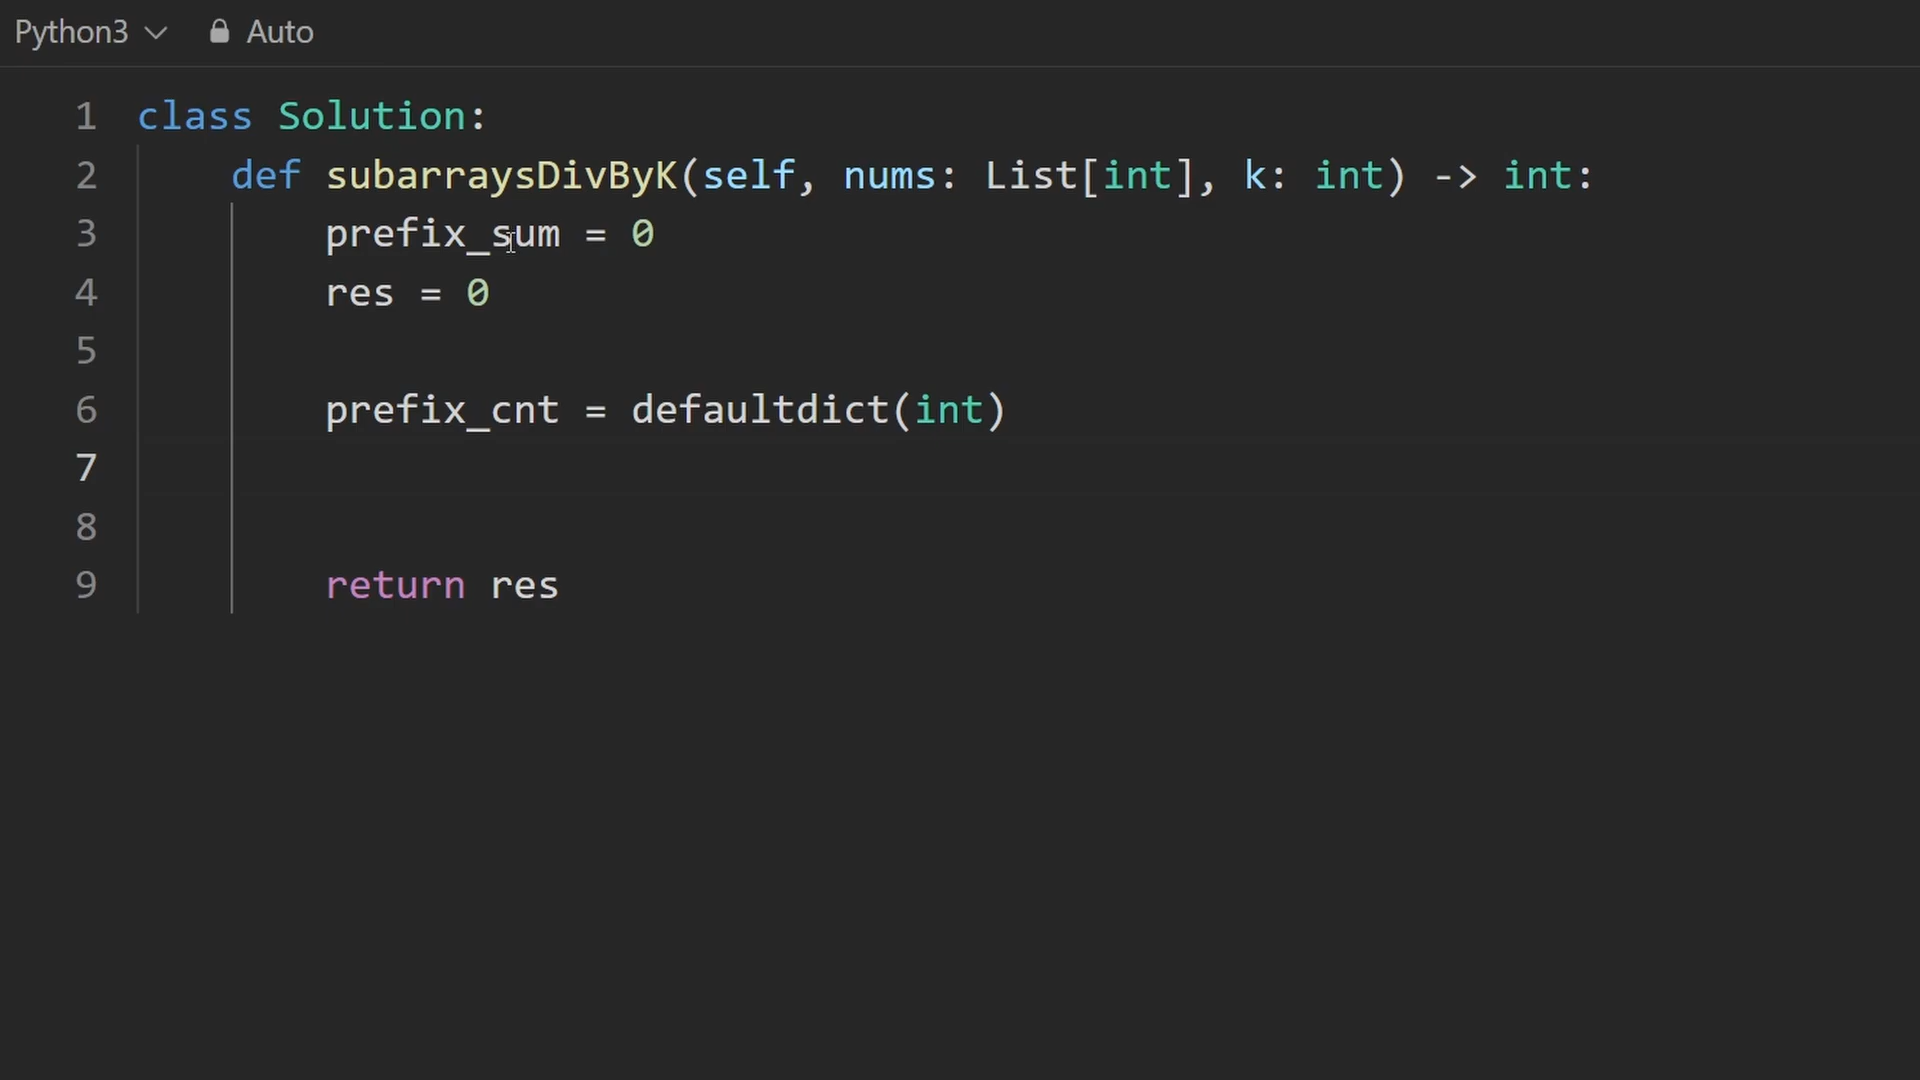 Python3 Auto
1 class Solution:
2 def subarraysDivByK(self, nums: List[int], k: int) -> int:
3 prefix_sum = 0
4 res = 0
5
6 prefix_cnt = defaultdict(int)
7
8
9 return res